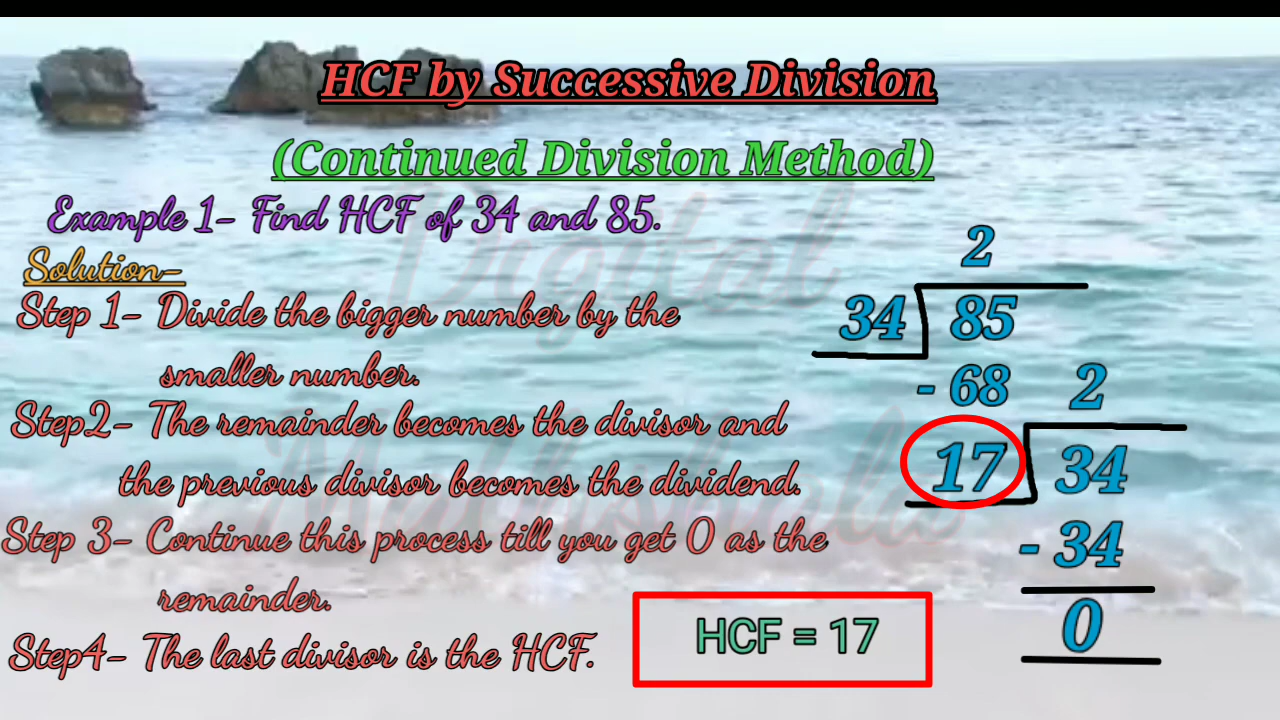 HCF by Successive Division
(Continued Division Method)
Example 1- Find HCF of 34 and 85.
Solution-
Step 1- Divide the bigger number by the
smaller number.
Step2- The remainder becomes the divisor and
the previous divisor becomes the dividend.
Step 3- Continue this process till you get 0 as the
remainder.
Step4- The last divisor is the HCF.
HCF = 17
2
34 85
- 68 2
17 34
- 34
0
Digital